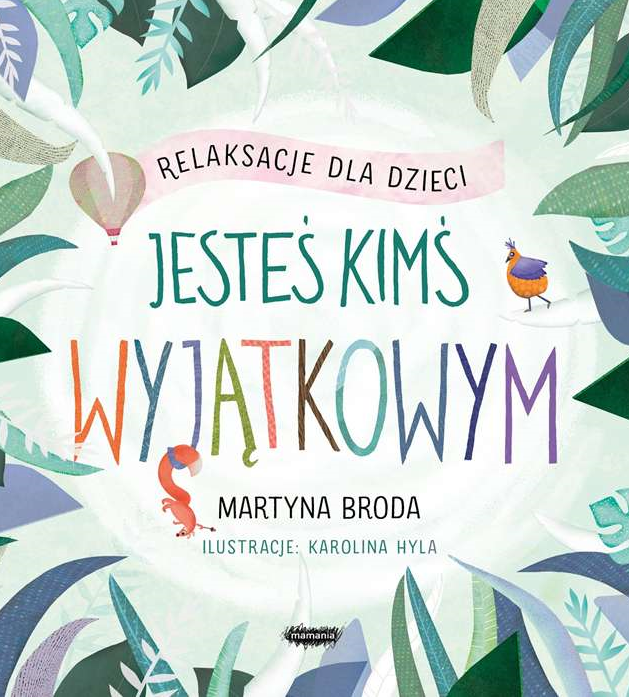 RELAKSACJE DLA DZIECI
JESTEŚ KIMŚ
WYJĄTKOWYM
MARTYNA BRODA
ILUSTRACJE: KAROLINA HYLA
mamania